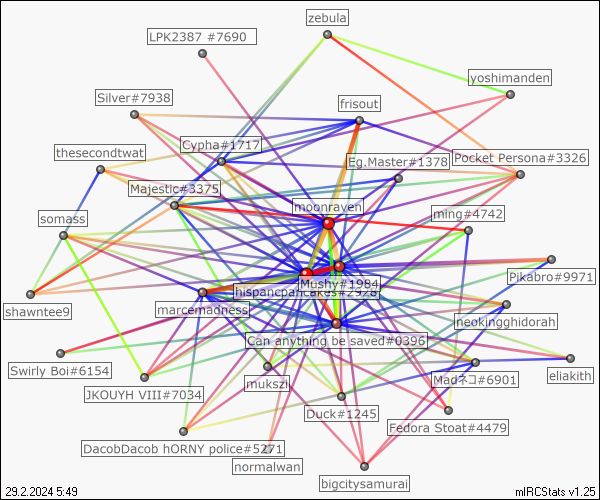 zebula
LPK2387 #7690
yoshimanden
Silver#7938
frisout
Cypha#1717
thesecondtwat
Eg.Master#1378
Pocket Persona#3326
Majestic#3375
moonraven
ming#4742
somass
Pikabro#9971
Mushy#1984
hispancpancakes#2928
shawntee9
marcemadness
neokingghidorah
Can anything be saved#0396
Swirly Boi#6154
eliakith
Madネコ#6901
mukszi
JKOUYH VIII#7034
Duck#1245
Fedora Stoat#4479
DacobDacob hORNY police#5271
normalwan
bigcitysamurai
29.2.2024 5:49
mIRCStats v1.25